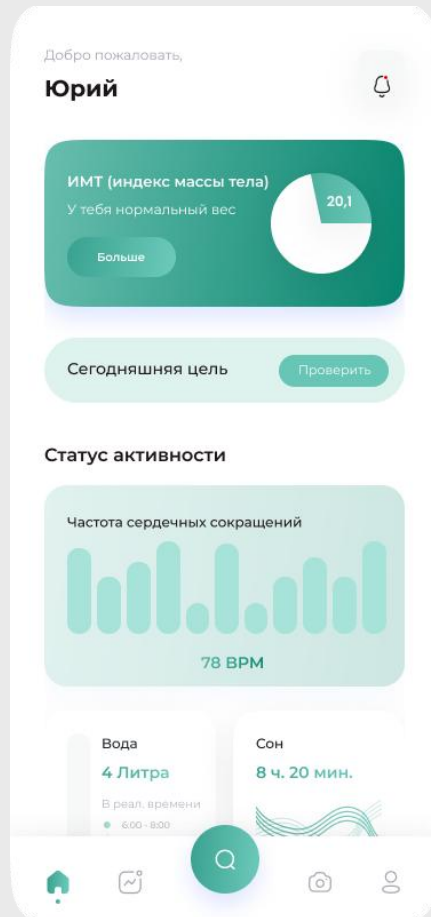 Добро пожаловать,
Юрий
ИМТ (индекс массы тела)
У тебя нормальный вес
20,1
Больше
Сегодняшняя цель
Проверить
Статус активности
Частота сердечных сокращений
78 BPM
Вода
4 Литра
В реал. времени
6:00 - 8:00
Сон
8 ч. 20 мин.